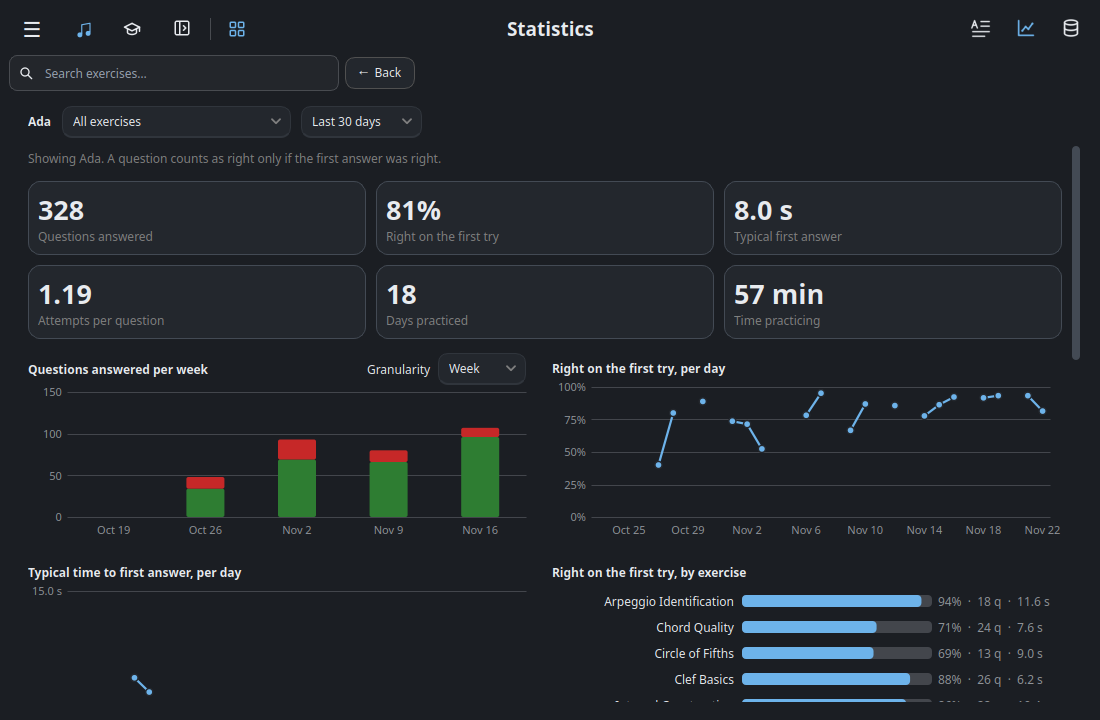 Statistics
Search exercises...
← Back
Ada
All exercises
Last 30 days
Showing Ada. A question counts as right only if the first answer was right.
328
Questions answered
81%
Right on the first try
8.0 s
Typical first answer
1.19
Attempts per question
18
Days practiced
57 min
Time practicing
Questions answered per week
Granularity
Week
150
100
50
0
Oct 19
Oct 26
Nov 2
Nov 9
Nov 16
Right on the first try, per day
100%
75%
50%
25%
0%
Oct 25
Oct 29
Nov 2
Nov 6
Nov 10
Nov 14
Nov 18
Nov 22
Typical time to first answer, per day
15.0 s
Right on the first try, by exercise
Arpeggio Identification 94% · 18 q · 11.6 s
Chord Quality 71% · 24 q · 7.6 s
Circle of Fifths 69% · 13 q · 9.0 s
Clef Basics 88% · 26 q · 6.2 s